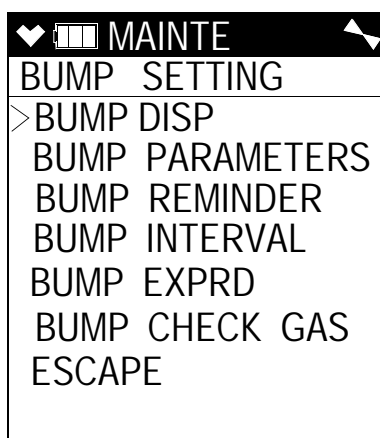 MAINTE
BUMP SETTING
>BUMP DISP
BUMP PARAMETERS
BUMP REMINDER
BUMP INTERVAL
BUMP EXPRD
BUMP CHECK GAS
ESCAPE